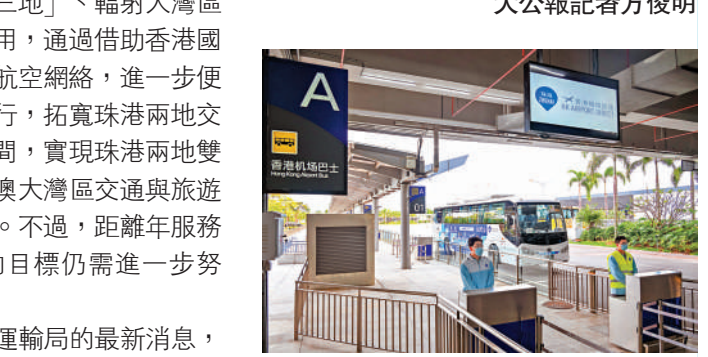 三地」、輻射大灣區
用，通過借助香港國
航空網絡，進一步便
行，拓寬珠港兩地交
間，實現珠港兩地雙
澳大灣區交通與旅遊
。不過，距離年服務
目標仍需進一步努
運輸局的最新消息，
大公報記者方俊明
A
香港机场巴士
Hong Kong Airport Bus
A
01
HK AIRPORT DIRECT